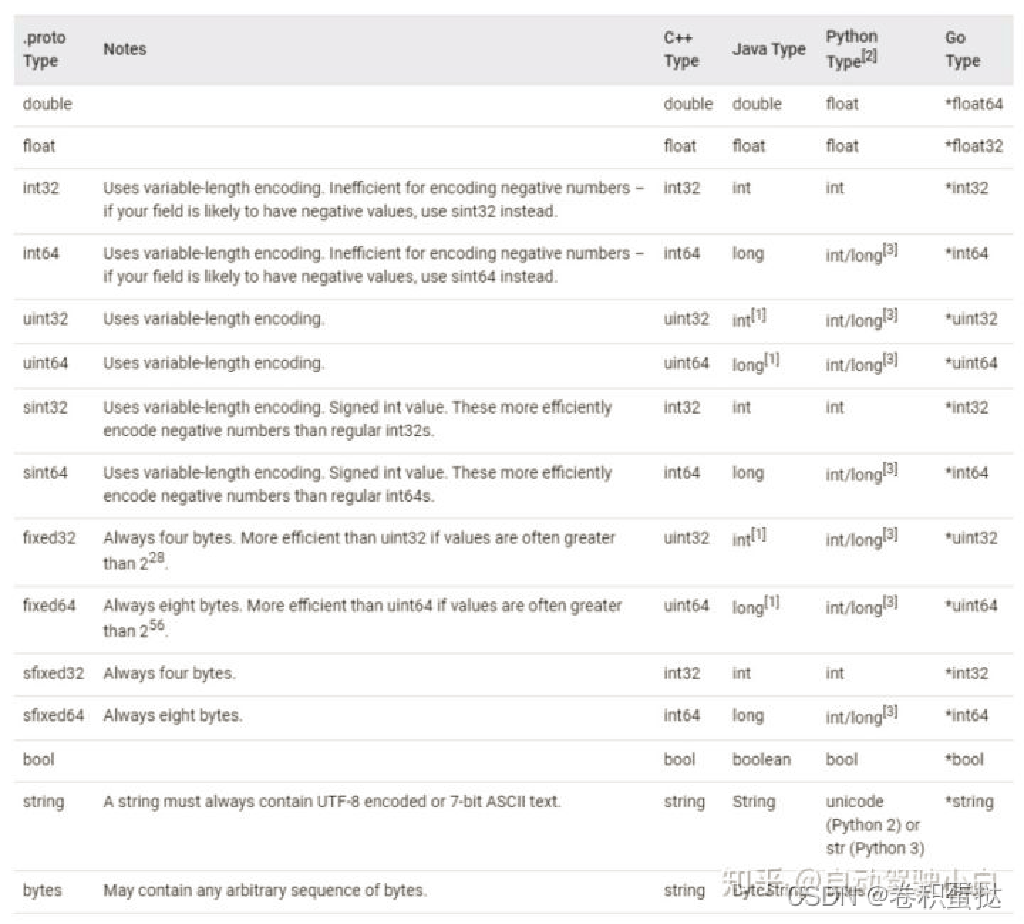 .proto Type Notes C++ Type Java Type Python Type[2] Go Type
double double double float *float64
float float float float *float32
int32 Uses variable-length encoding. Inefficient for encoding negative numbers – int32 int int *int32
if your field is likely to have negative values, use sint32 instead.
int64 Uses variable-length encoding. Inefficient for encoding negative numbers – int64 long int/long[3] *int64
if your field is likely to have negative values, use sint64 instead.
uint32 Uses variable-length encoding. uint32 int[1] int/long[3] *uint32
uint64 Uses variable-length encoding. uint64 long[1] int/long[3] *uint64
sint32 Uses variable-length encoding. Signed int value. These more efficiently int32 int int *int32
encode negative numbers than regular int32s.
sint64 Uses variable-length encoding. Signed int value. These more efficiently int64 long int/long[3] *int64
encode negative numbers than regular int64s.
fixed32 Always four bytes. More efficient than uint32 if values are often greater uint32 int[1] int/long[3] *uint32
than 2^28.
fixed64 Always eight bytes. More efficient than uint64 if values are often greater uint64 long[1] int/long[3] *uint64
than 2^56.
sfixed32 Always four bytes. int32 int int *int32
sfixed64 Always eight bytes. int64 long int/long[3] *int64
bool bool boolean bool *bool
string A string must always contain UTF-8 encoded or 7-bit ASCII text. string String unicode *string
(Python 2) or
str (Python 3)
bytes May contain any arbitrary sequence of bytes. string ByteString
知乎 @自动驾驶小白
CSDN @卷积蛋挞